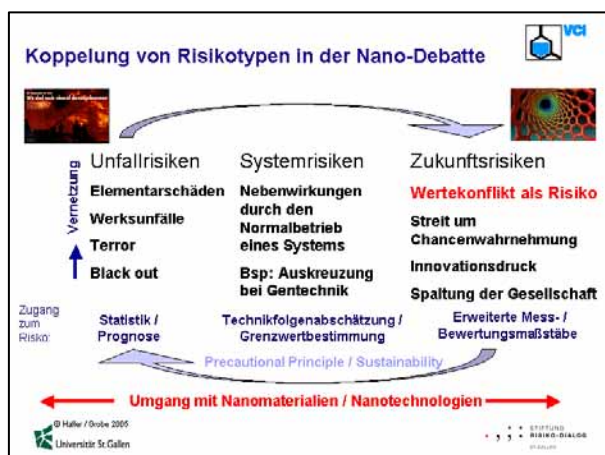 VCI
Koppelung von Risikotypen in der Nano-Debatte
Vernetzung
Unfallrisiken
Elementarschäden
Werksunfälle
Terror
Black out
Systemrisiken
Nebenwirkungen
durch den
Normalbetrieb
eines Systems
Bsp: Auskreuzung
bei Gentechnik
Zukunftsrisiken
Wertekonflikt als Risiko
Streit um
Chancenwahrnehmung
Innovationsdruck
Spaltung der Gesellschaft
Zugang
zum
Risiko:
Statistik /
Prognose
Technikfolgenabschätzung /
Grenzwertbestimmung
Erweiterte Mess- /
Bewertungsmaßstäbe
Precautional Principle / Sustainability
Umgang mit Nanomaterialien / Nanotechnologien
© Haller / Grobe 2005
Universität St.Gallen
STIFTUNG
RISIKO-DIALOG
ST.GALLEN